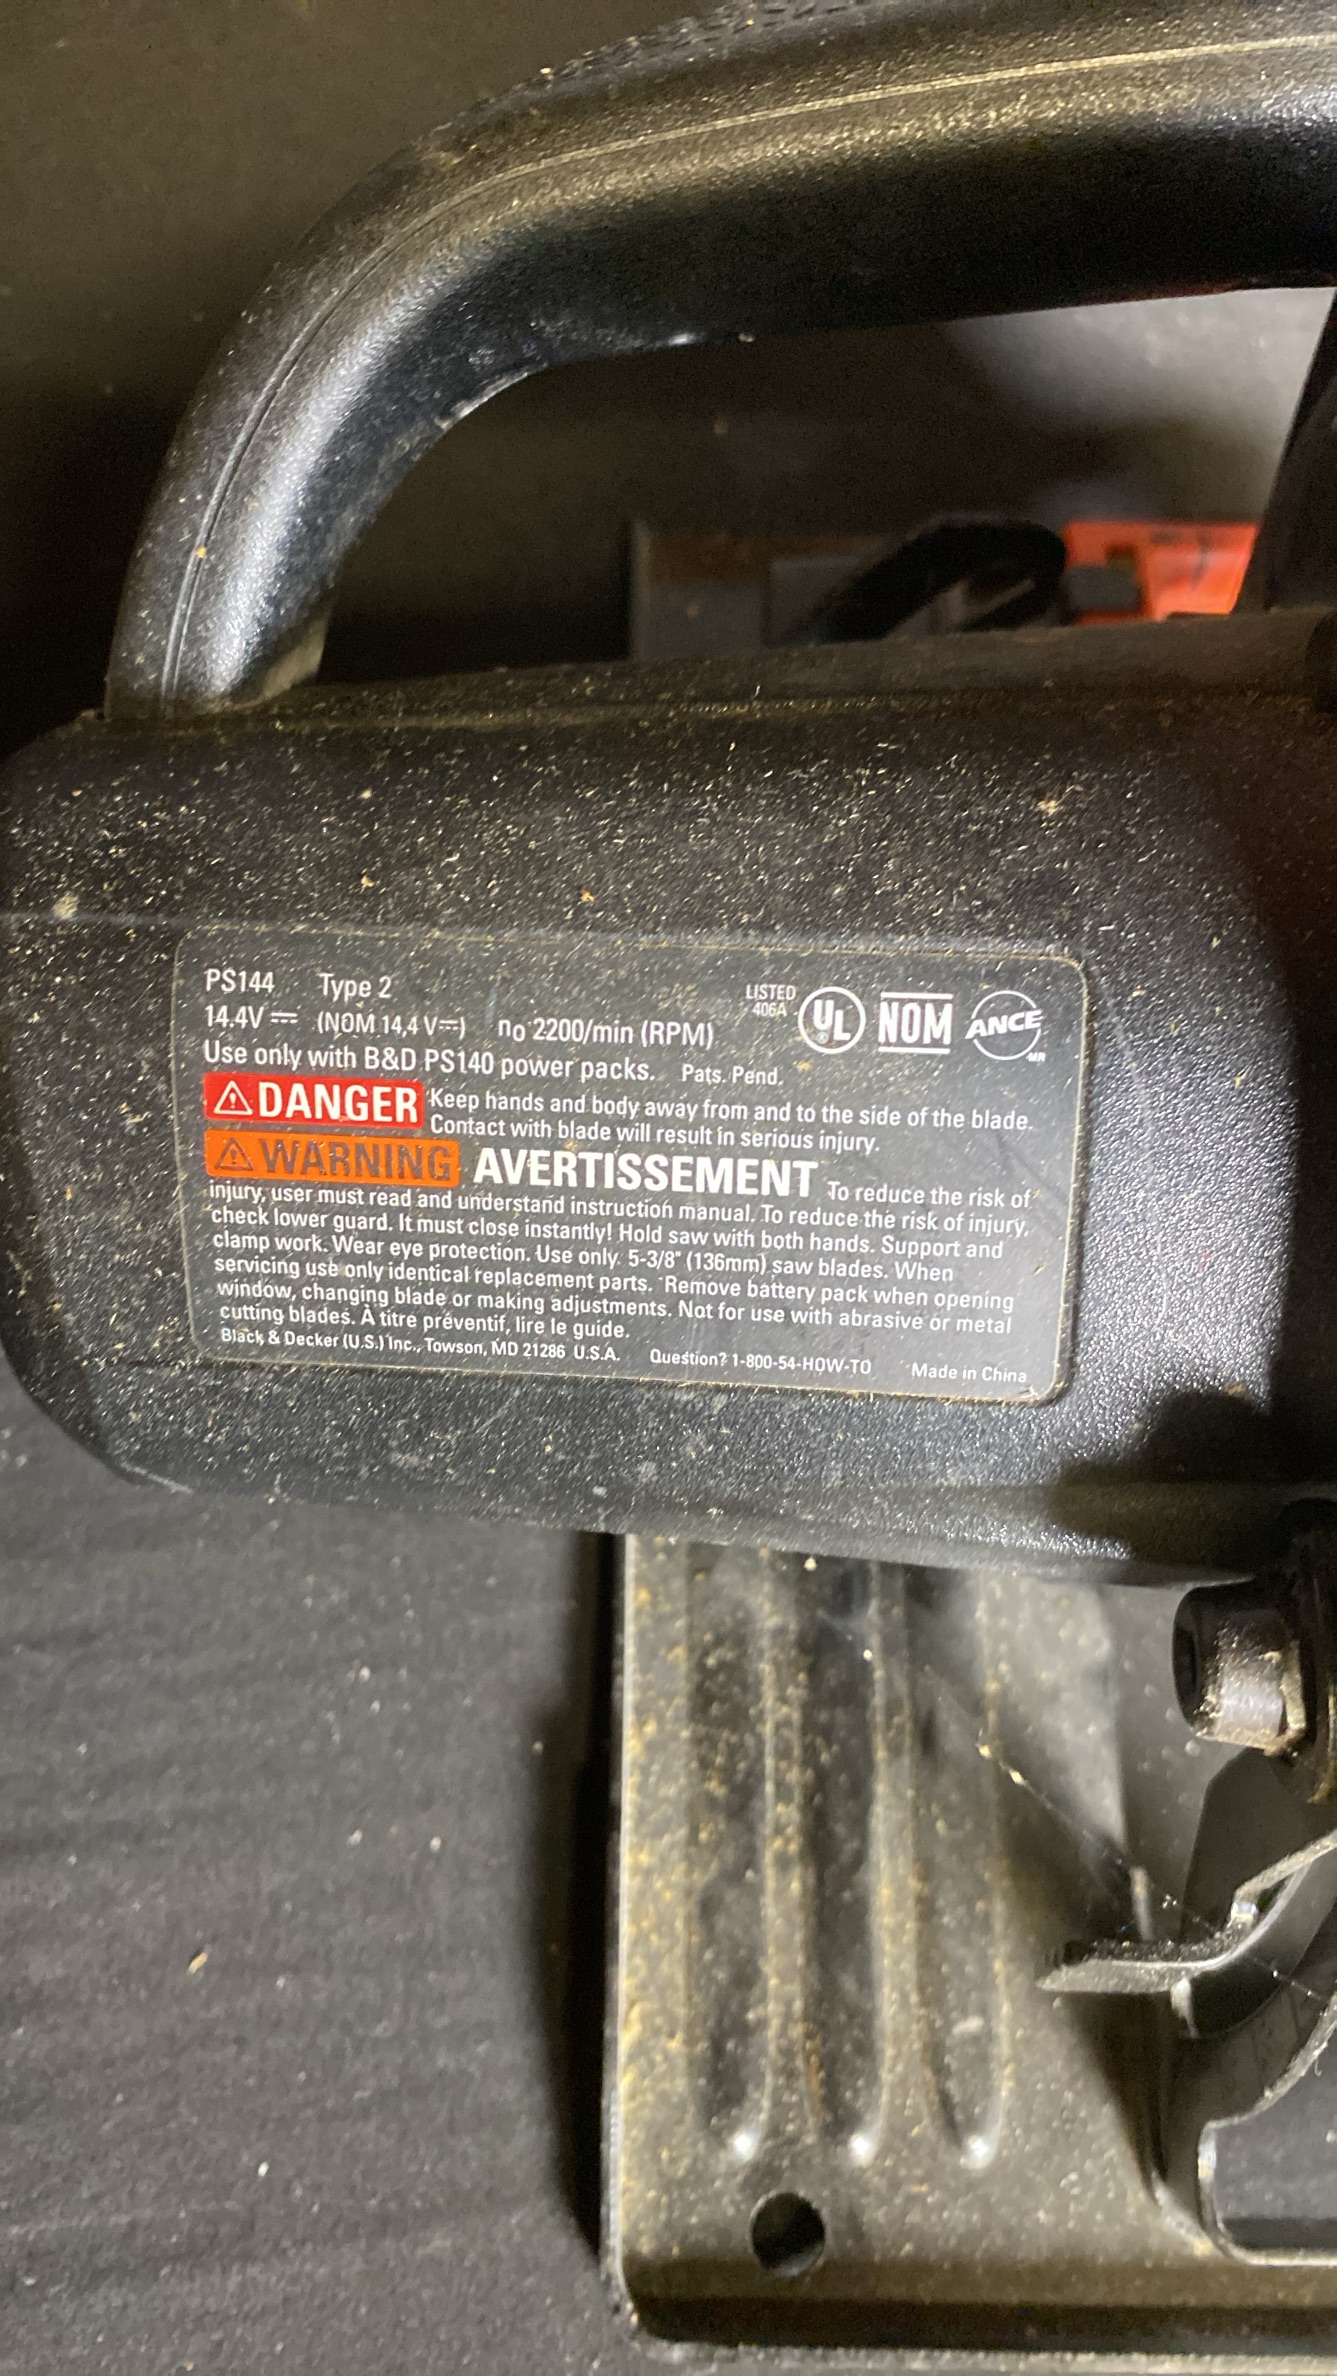 PS144 Type 2
14.4V ⎓ (NOM 14,4 V⎓) no 2200/min (RPM)
LISTED
406A
UL
NOM
ANCE
MR
Use only with B&D PS140 power packs. Pats. Pend.
DANGER Keep hands and body away from and to the side of the blade.
Contact with blade will result in serious injury.
WARNING AVERTISSEMENT To reduce the risk of
injury, user must read and understand instruction manual. To reduce the risk of injury,
check lower guard. It must close instantly! Hold saw with both hands. Support and
clamp work. Wear eye protection. Use only 5-3/8" (136mm) saw blades. When
servicing use only identical replacement parts. Remove battery pack when opening
window, changing blade or making adjustments. Not for use with abrasive or metal
cutting blades. À titre préventif, lire le guide.
Black & Decker (U.S.) Inc., Towson, MD 21286 U.S.A. Question? 1-800-54-HOW-TO Made in China